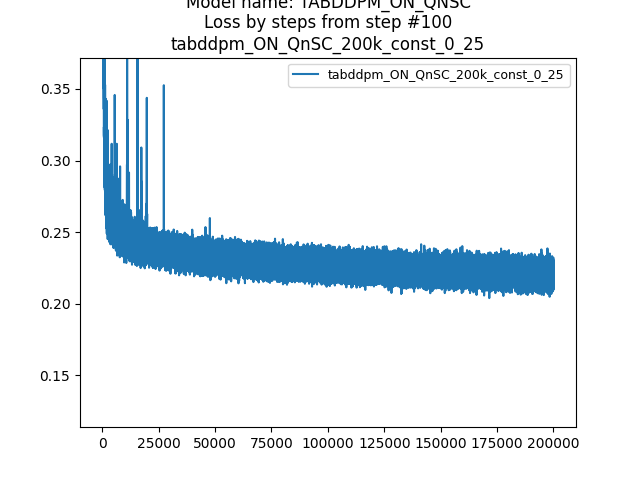 Model name: TABDDPM_ON_QNSC
Loss by steps from step #100
tabddpm_ON_QnSC_200k_const_0_25
tabddpm_ON_QnSC_200k_const_0_25
0.35
0.30
0.25
0.20
0.15
0 25000 50000 75000 100000 125000 150000 175000 200000